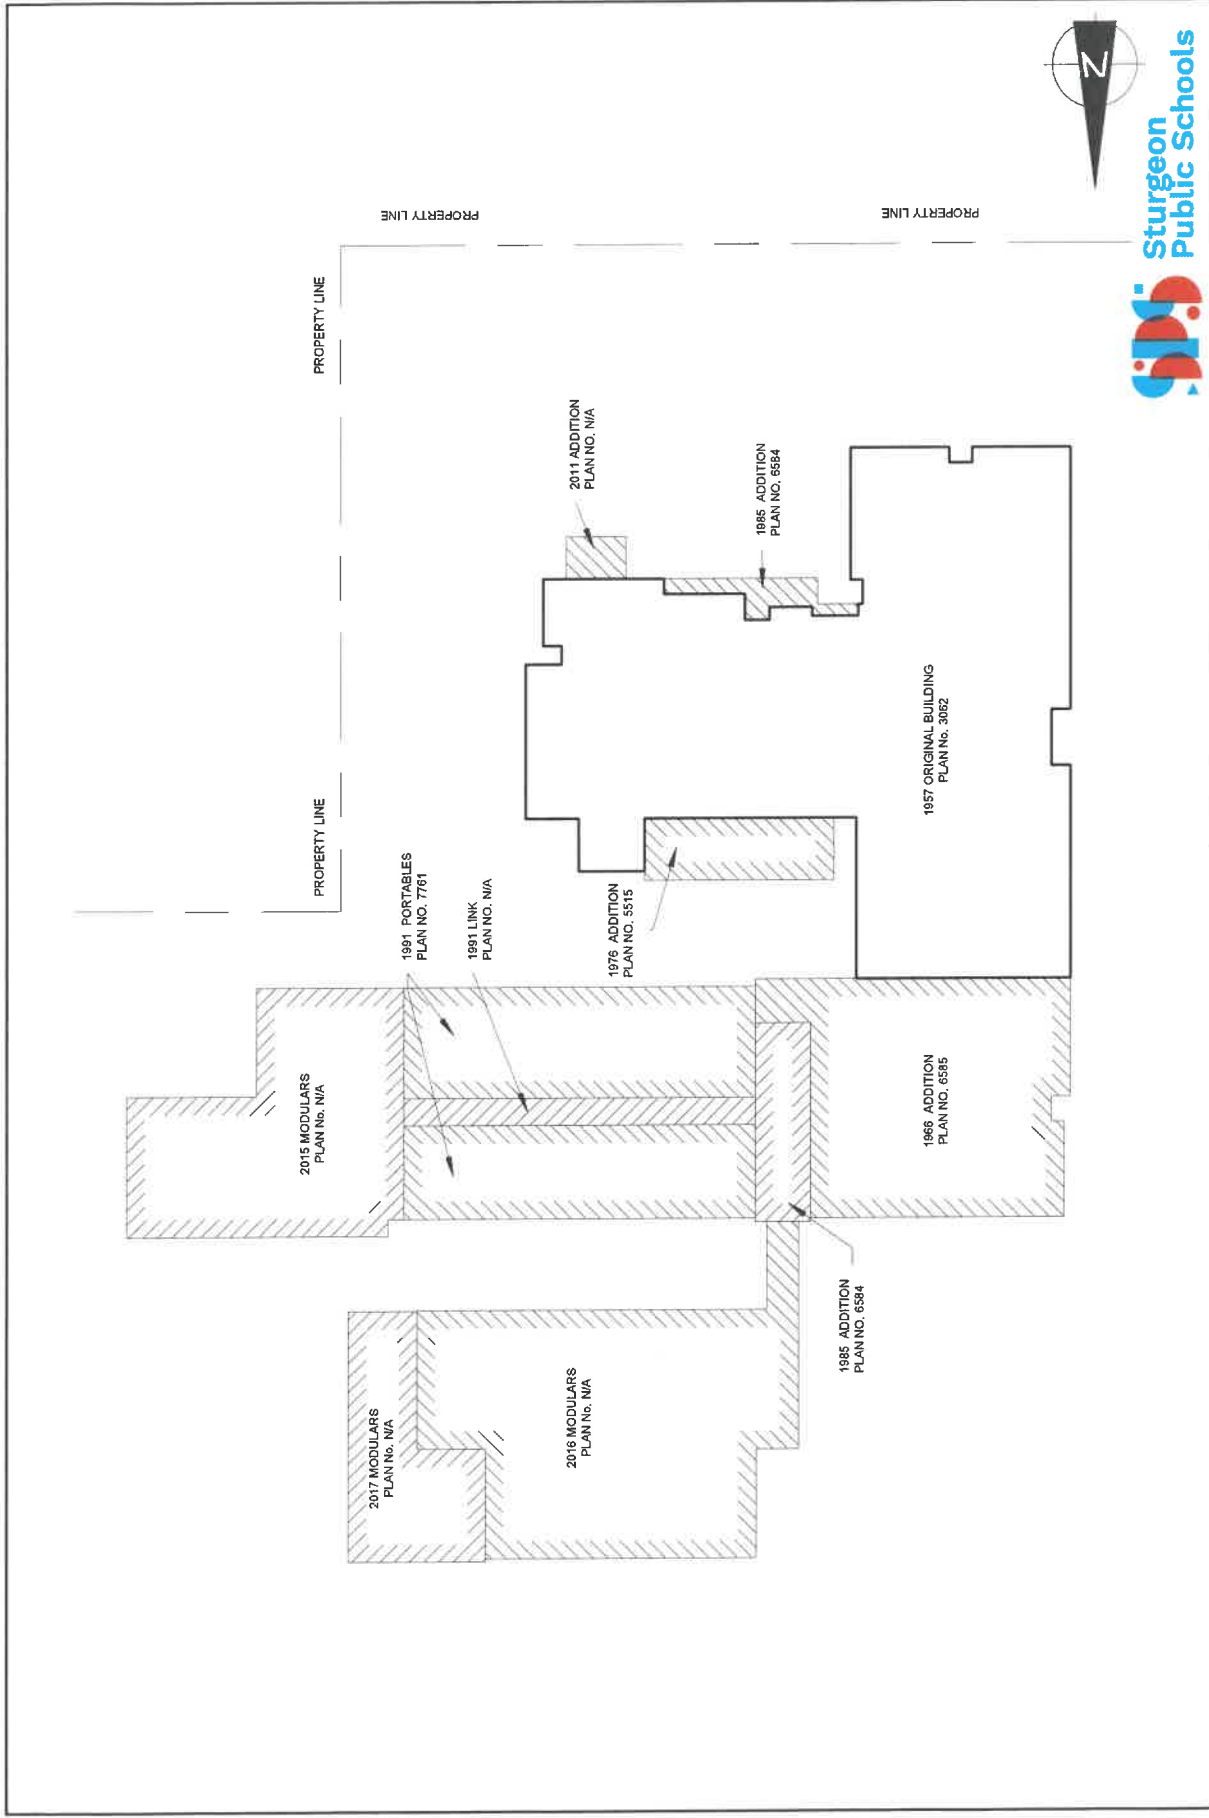 N
Sturgeon
Public Schools
PROPERTY LINE
PROPERTY LINE
PROPERTY LINE
PROPERTY LINE
2011 ADDITION
PLAN NO. N/A
1985 ADDITION
PLAN NO. 6584
1957 ORIGINAL BUILDING
PLAN No. 3062
1991 PORTABLES
PLAN NO. 7761
1991 LINK
PLAN NO. N/A
1976 ADDITION
PLAN NO. 5515
2015 MODULARS
PLAN No. N/A
1966 ADDITION
PLAN NO. 6585
1985 ADDITION
PLAN NO. 6584
2016 MODULARS
PLAN No. N/A
2017 MODULARS
PLAN No. N/A